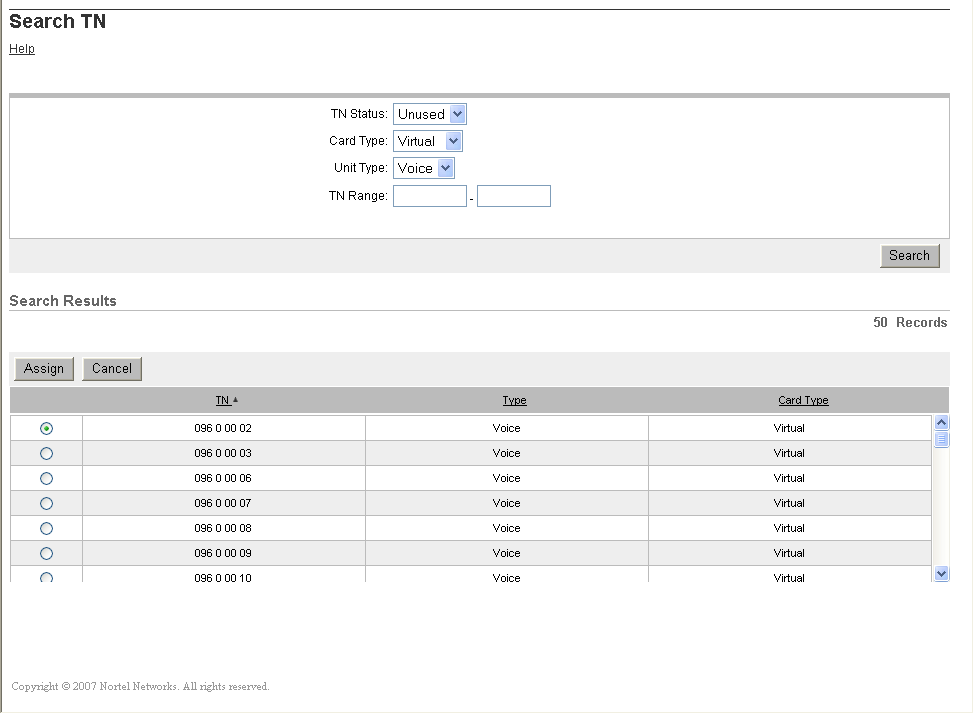 Search TN
Help
TN Status: Unused
Card Type: Virtual
Unit Type: Voice
TN Range: -
Search
Search Results
50 Records
Assign Cancel
TN Type Card Type
096 0 00 02 Voice Virtual
096 0 00 03 Voice Virtual
096 0 00 06 Voice Virtual
096 0 00 07 Voice Virtual
096 0 00 08 Voice Virtual
096 0 00 09 Voice Virtual
096 0 00 10 Voice Virtual
Copyright © 2007 Nortel Networks. All rights reserved.